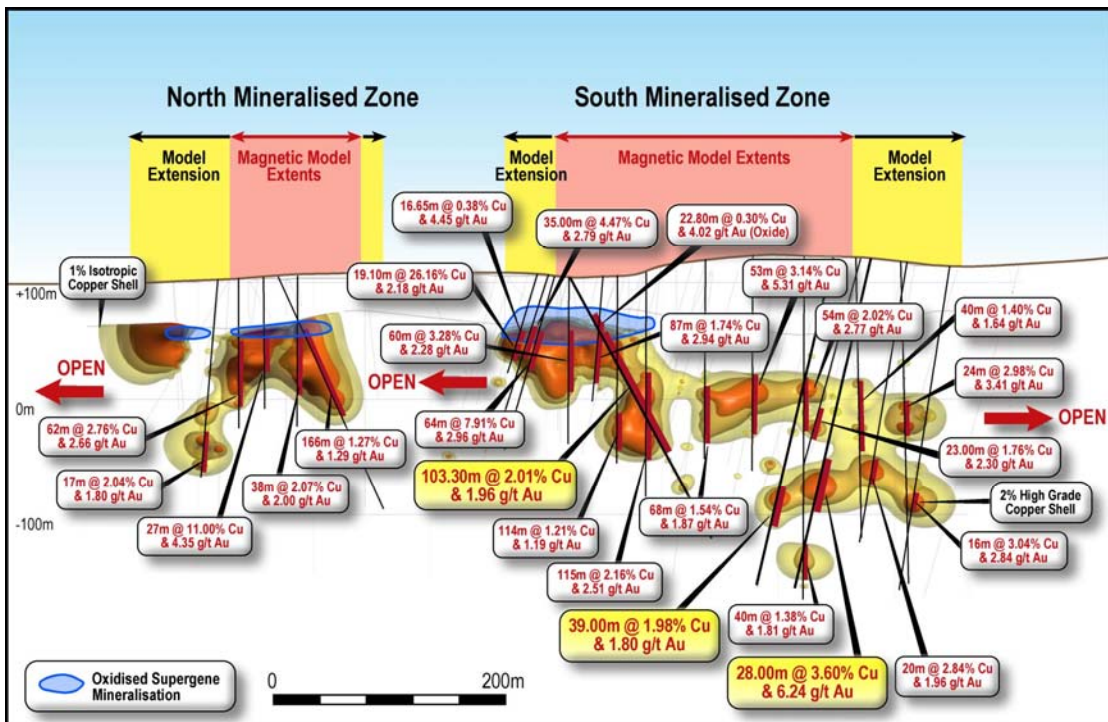 North Mineralised Zone
South Mineralised Zone
Model
Extension
Magnetic Model
Extents
Model
Extension
Magnetic Model Extents
Model
Extension
16.65m @ 0.38% Cu
& 4.45 g/t Au
35.00m @ 4.47% Cu
& 2.79 g/t Au
22.80m @ 0.30% Cu
& 4.02 g/t Au (Oxide)
1% Isotropic
Copper Shell
19.10m @ 26.16% Cu
& 2.18 g/t Au
53m @ 3.14% Cu
& 5.31 g/t Au
+100m
60m @ 3.28% Cu
& 2.28 g/t Au
87m @ 1.74% Cu
& 2.94 g/t Au
54m @ 2.02% Cu
& 2.77 g/t Au
40m @ 1.40% Cu
& 1.64 g/t Au
OPEN
OPEN
24m @ 2.98% Cu
& 3.41 g/t Au
OPEN
0m
62m @ 2.76% Cu
& 2.66 g/t Au
166m @ 1.27% Cu
& 1.29 g/t Au
64m @ 7.91% Cu
& 2.96 g/t Au
23.00m @ 1.76% Cu
& 2.30 g/t Au
17m @ 2.04% Cu
& 1.80 g/t Au
38m @ 2.07% Cu
& 2.00 g/t Au
103.30m @ 2.01% Cu
& 1.96 g/t Au
2% High Grade
Copper Shell
-100m
27m @ 11.00% Cu
& 4.35 g/t Au
114m @ 1.21% Cu
& 1.19 g/t Au
68m @ 1.54% Cu
& 1.87 g/t Au
16m @ 3.04% Cu
& 2.84 g/t Au
115m @ 2.16% Cu
& 2.51 g/t Au
39.00m @ 1.98% Cu
& 1.80 g/t Au
40m @ 1.38% Cu
& 1.81 g/t Au
28.00m @ 3.60% Cu
& 6.24 g/t Au
20m @ 2.84% Cu
& 1.96 g/t Au
Oxidised Supergene
Mineralisation
0
200m